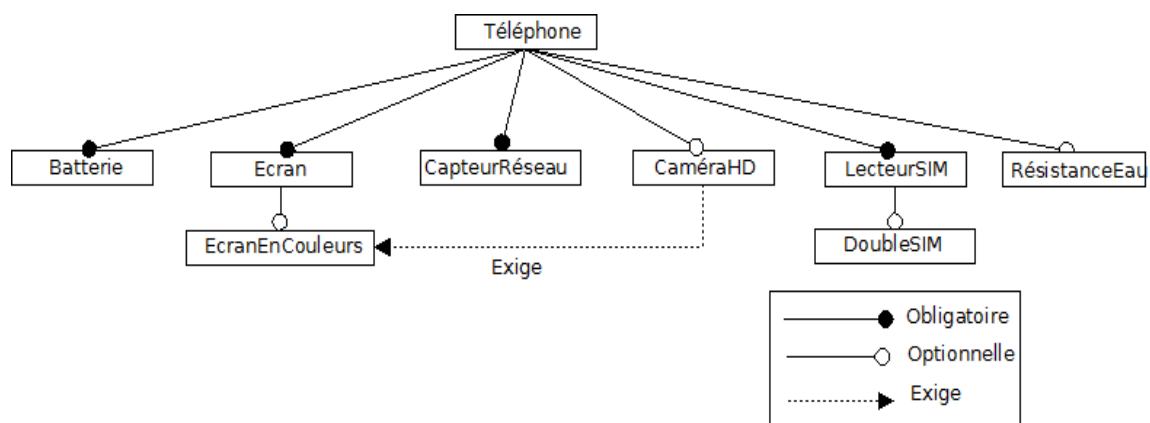 Téléphone
Batterie
Ecran
CapteurRéseau
CaméraHD
LecteurSIM
RésistanceEau
EcranEnCouleurs
DoubleSIM
Exige
Obligatoire
Optionnelle
Exige